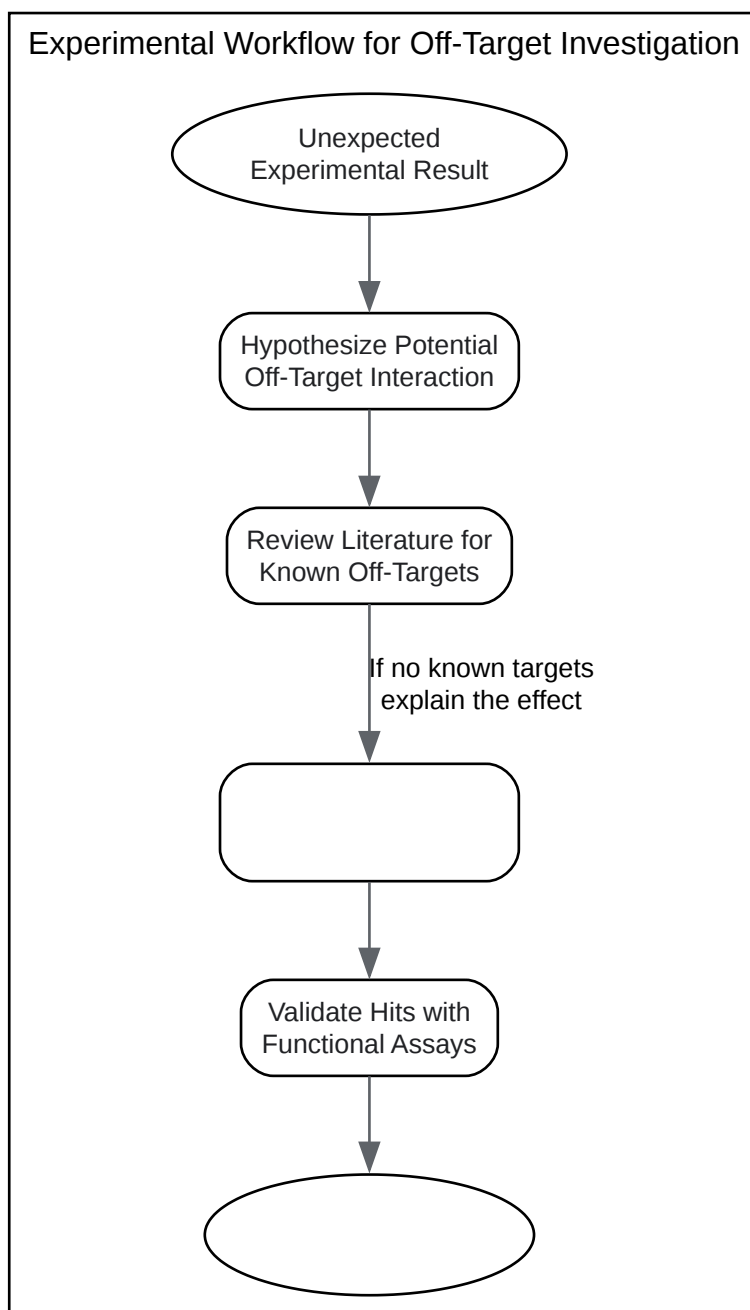 Experimental Workflow for Off-Target Investigation
Unexpected
Experimental Result
Hypothesize Potential
Off-Target Interaction
Review Literature for
Known Off-Targets
If no known targets
explain the effect
Validate Hits with
Functional Assays